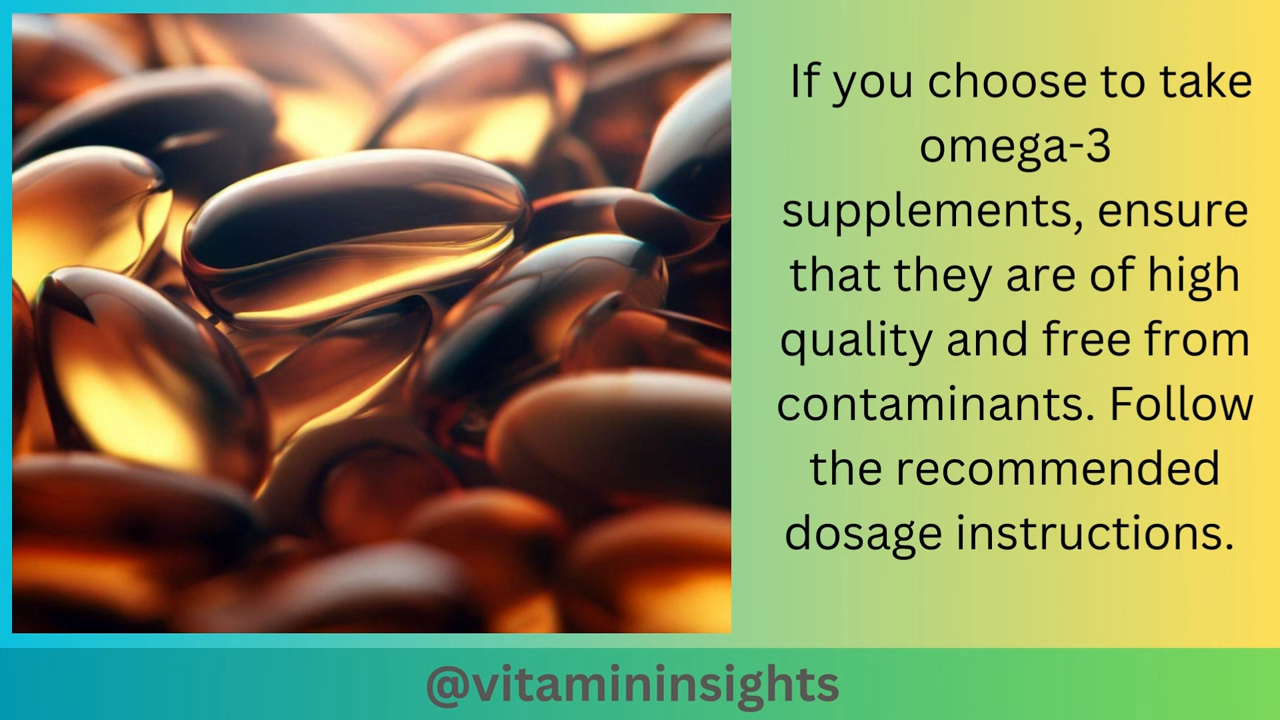 If you choose to take
omega-3
supplements, ensure
that they are of high
quality and free from
contaminants. Follow
the recommended
dosage instructions.
@vitamininsights